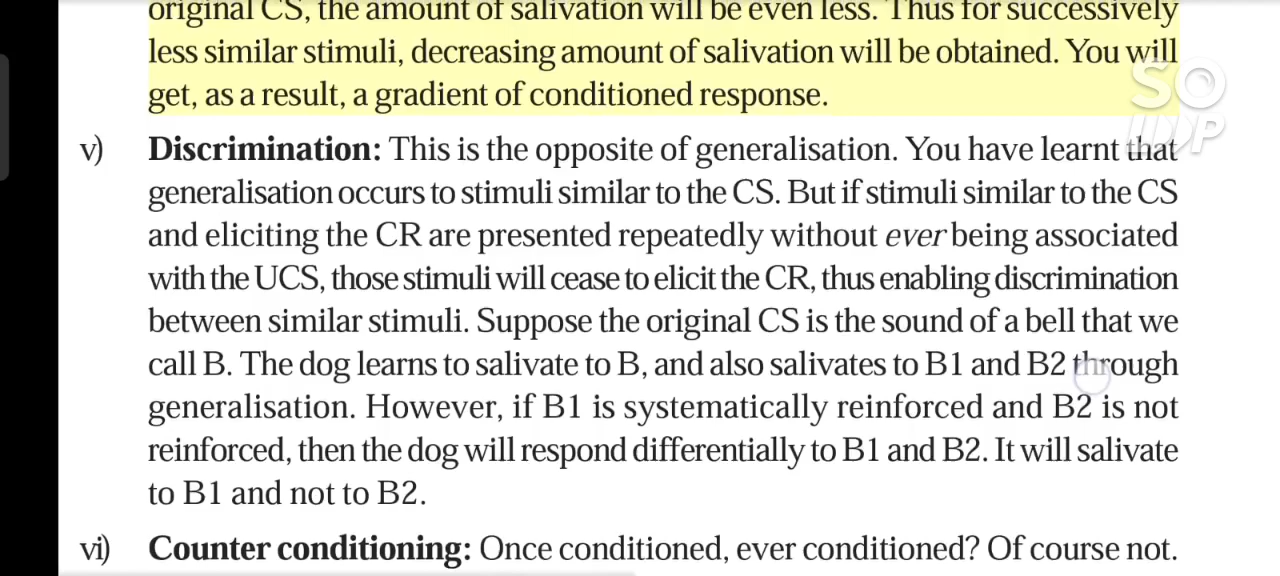 original CS, the amount of salivation will be even less. Thus for successively
less similar stimuli, decreasing amount of salivation will be obtained. You will
get, as a result, a gradient of conditioned response.
v) Discrimination: This is the opposite of generalisation. You have learnt that
generalisation occurs to stimuli similar to the CS. But if stimuli similar to the CS
and eliciting the CR are presented repeatedly without ever being associated
with the UCS, those stimuli will cease to elicit the CR, thus enabling discrimination
between similar stimuli. Suppose the original CS is the sound of a bell that we
call B. The dog learns to salivate to B, and also salivates to B1 and B2 through
generalisation. However, if B1 is systematically reinforced and B2 is not
reinforced, then the dog will respond differentially to B1 and B2. It will salivate
to B1 and not to B2.
vi) Counter conditioning: Once conditioned, ever conditioned? Of course not.